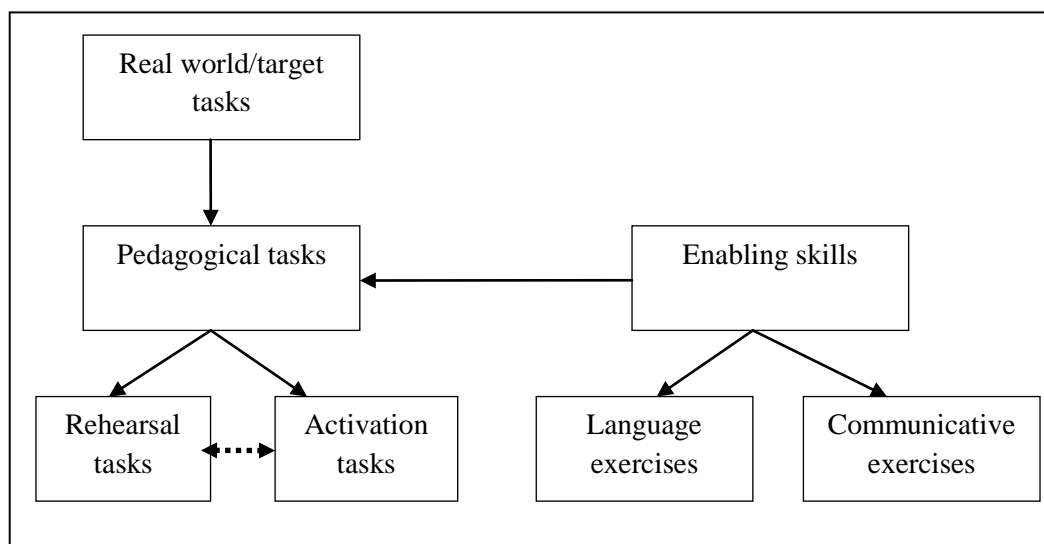 Real world/target
tasks
Pedagogical tasks
Enabling skills
Rehearsal
tasks
Activation
tasks
Language
exercises
Communicative
exercises